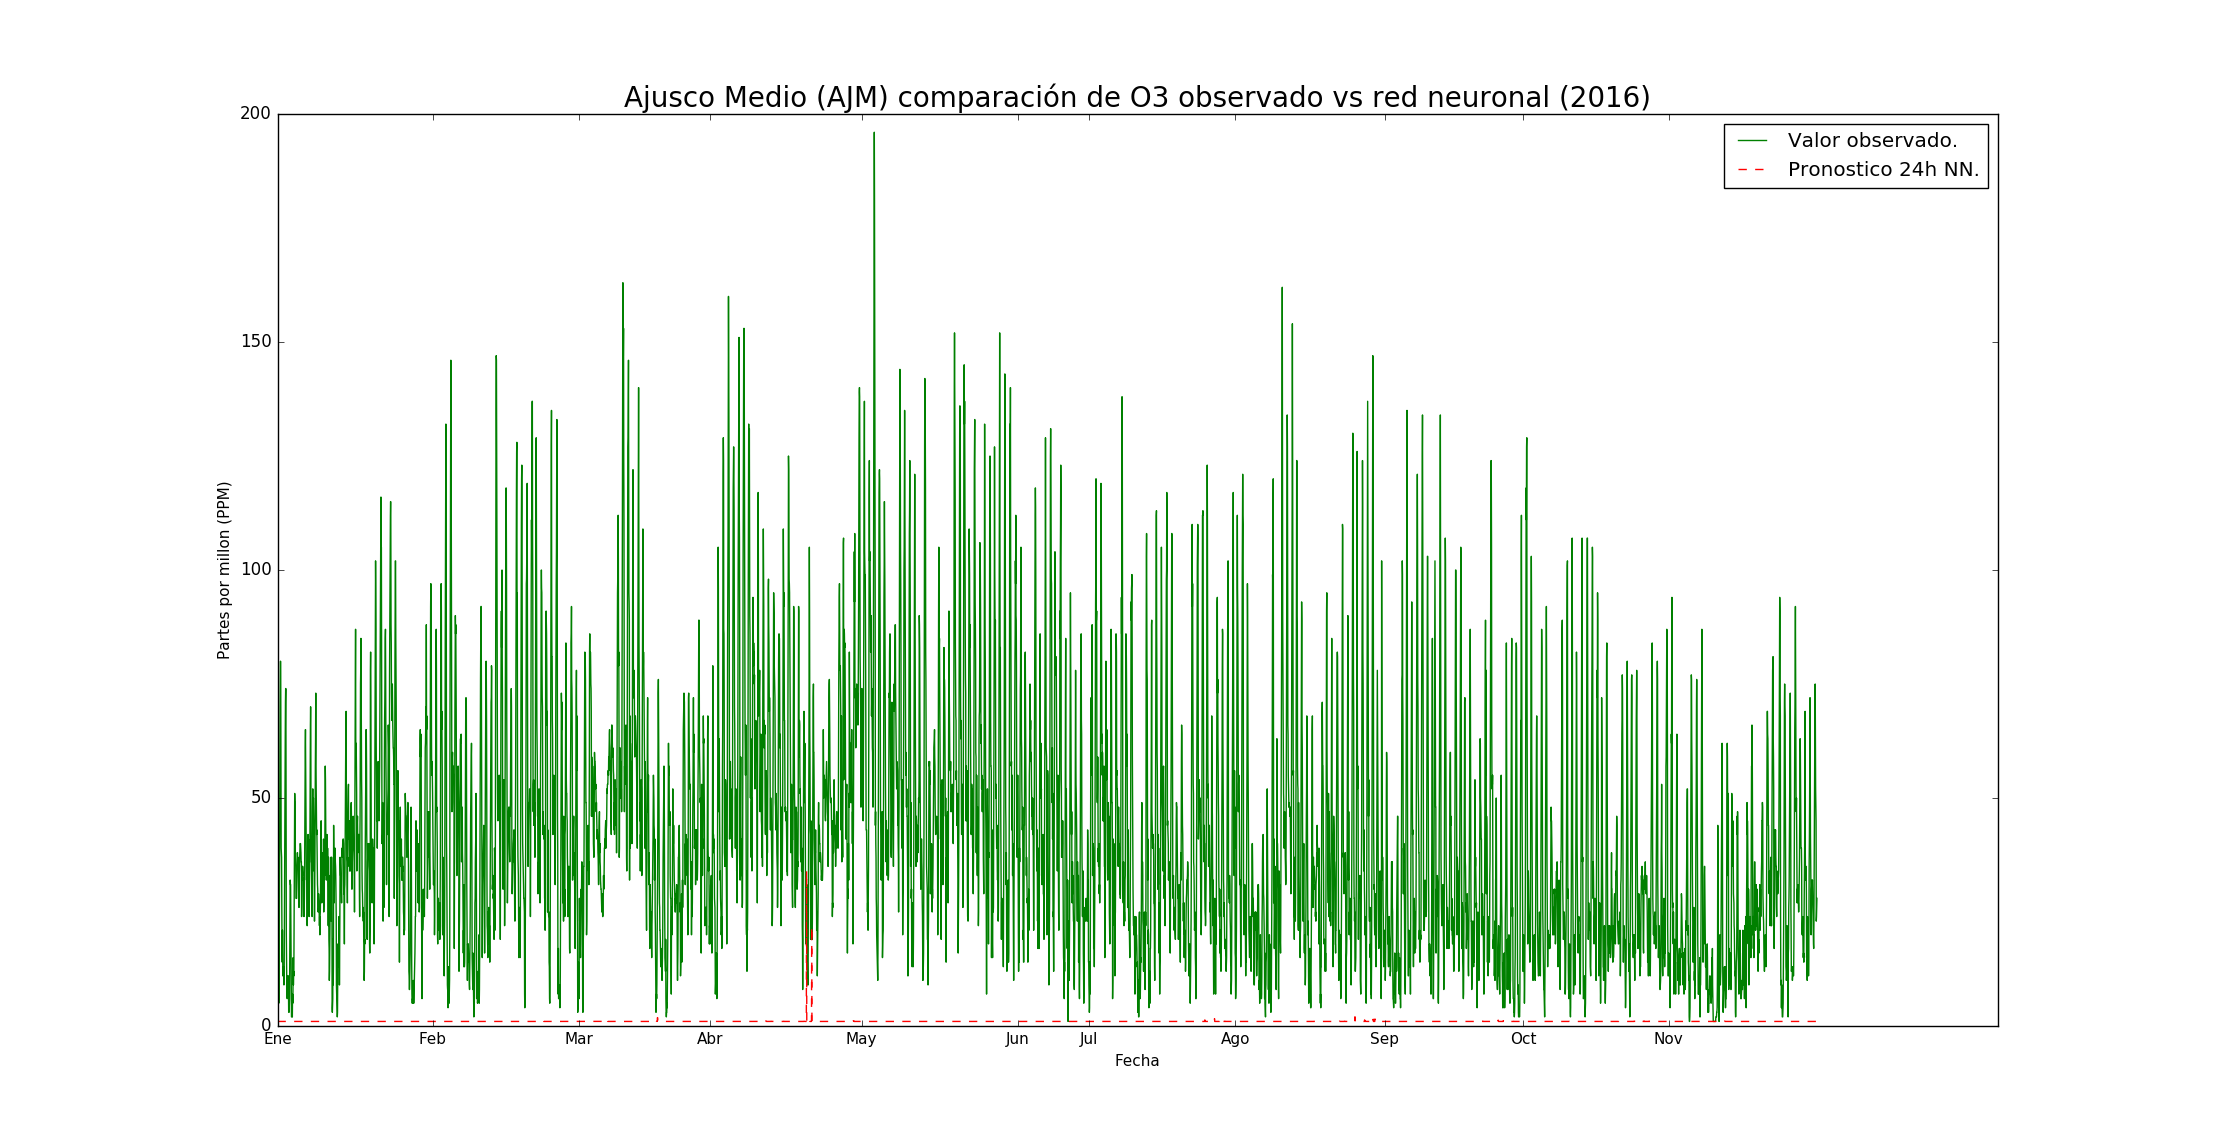 Ajusco Medio (AJM) comparación de O3 observado vs red neuronal (2016)
Valor observado.
Pronostico 24h NN.
Partes por millon (PPM)
200
150
100
50
0
Ene Feb Mar Abr May Jun Jul Ago Sep Oct Nov
Fecha